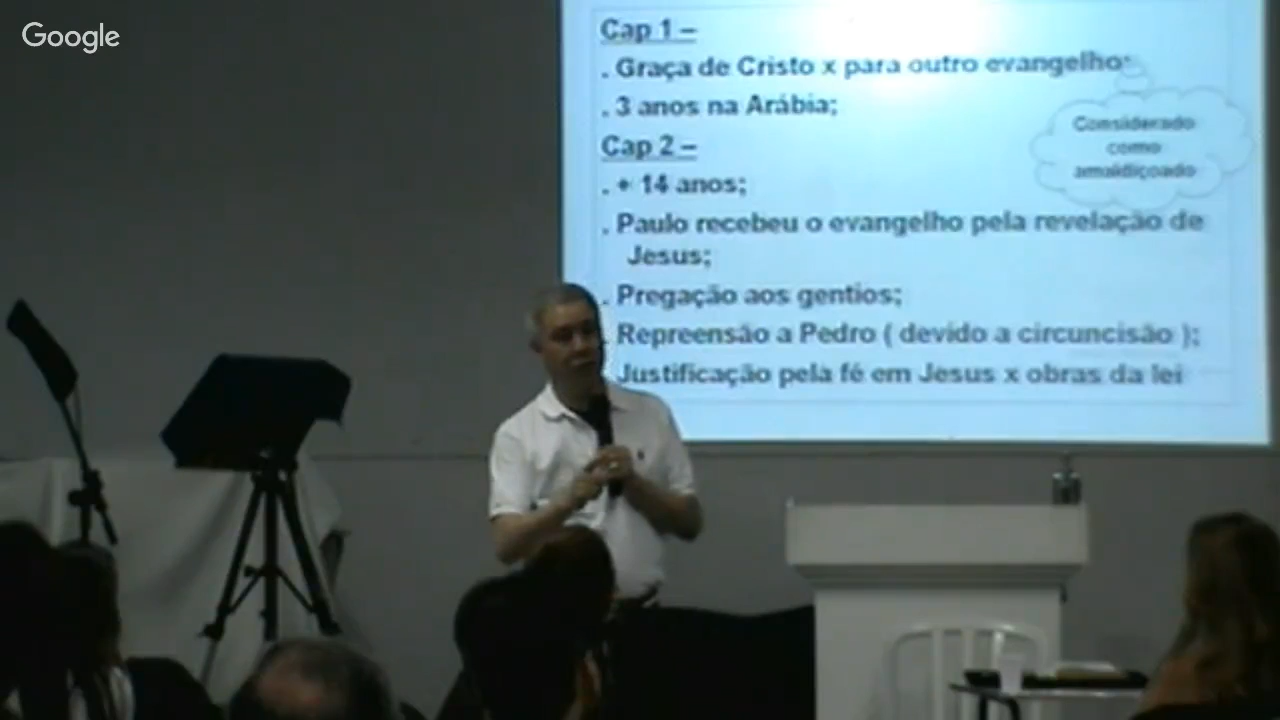 Google
Cap 1 –
. Graça de Cristo x para outro evangelho;
. 3 anos na Arábia;
Considerado
como
amaldiçoado
Cap 2 –
. + 14 anos;
. Paulo recebeu o evangelho pela revelação de
Jesus;
. Pregação aos gentios;
. Repreensão a Pedro ( devido a circuncisão );
Justificação pela fé em Jesus x obras da lei